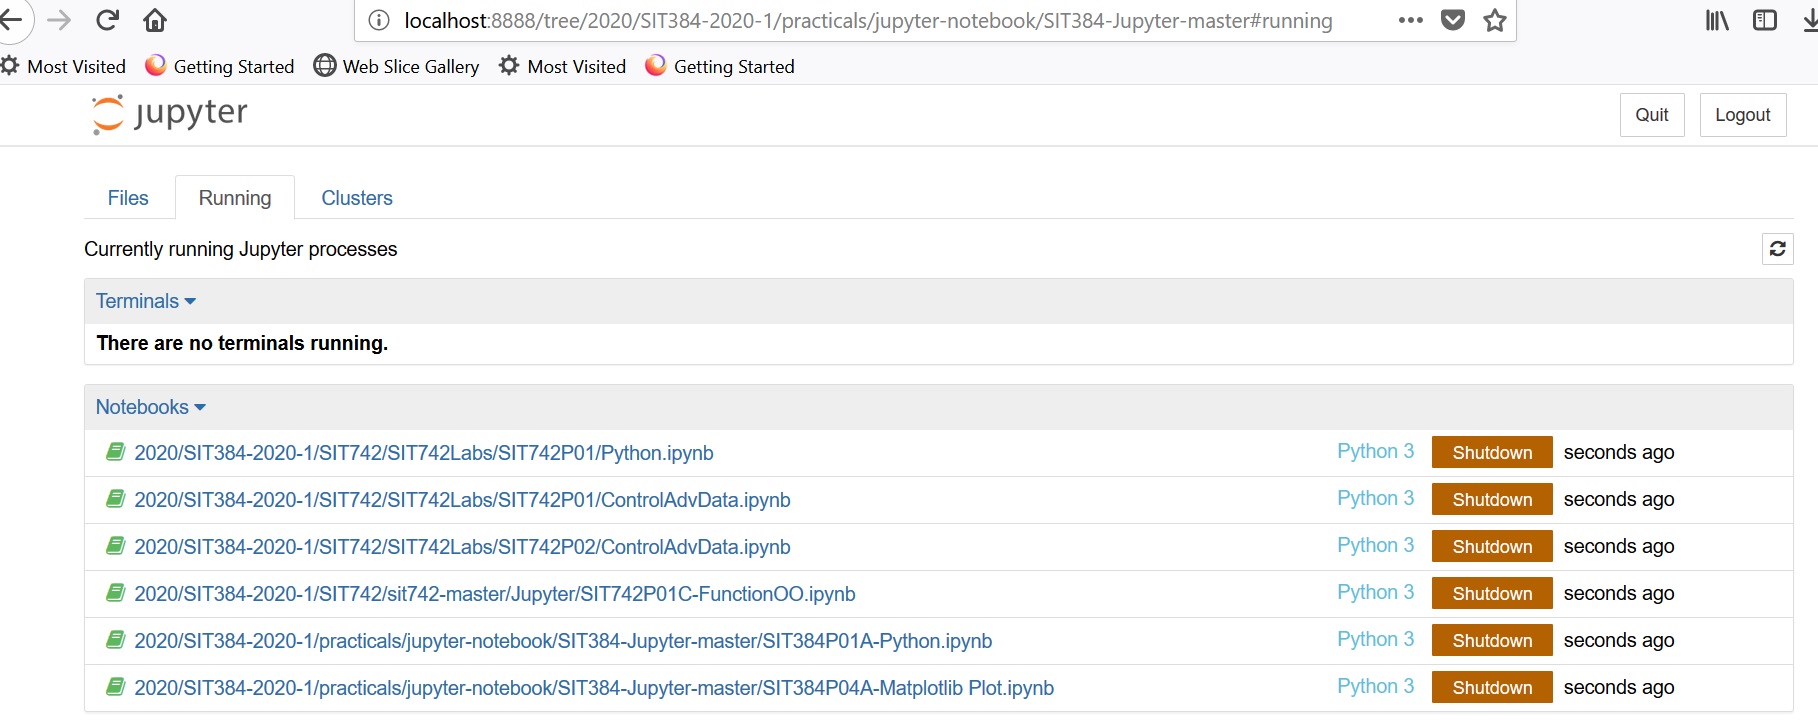 localhost:8888/tree/2020/SIT384-2020-1/practicals/jupyter-notebook/SIT384-Jupyter-master#running
Most Visited Getting Started Web Slice Gallery Most Visited Getting Started
jupyter Quit Logout
Files Running Clusters
Currently running Jupyter processes
Terminals
There are no terminals running.
Notebooks
2020/SIT384-2020-1/SIT742/SIT742Labs/SIT742P01/Python.ipynb Python 3 Shutdown seconds ago
2020/SIT384-2020-1/SIT742/SIT742Labs/SIT742P01/ControlAdvData.ipynb Python 3 Shutdown seconds ago
2020/SIT384-2020-1/SIT742/SIT742Labs/SIT742P02/ControlAdvData.ipynb Python 3 Shutdown seconds ago
2020/SIT384-2020-1/SIT742/sit742-master/Jupyter/SIT742P01C-FunctionOO.ipynb Python 3 Shutdown seconds ago
2020/SIT384-2020-1/practicals/jupyter-notebook/SIT384-Jupyter-master/SIT384P01A-Python.ipynb Python 3 Shutdown seconds ago
2020/SIT384-2020-1/practicals/jupyter-notebook/SIT384-Jupyter-master/SIT384P04A-Matplotlib Plot.ipynb Python 3 Shutdown seconds ago